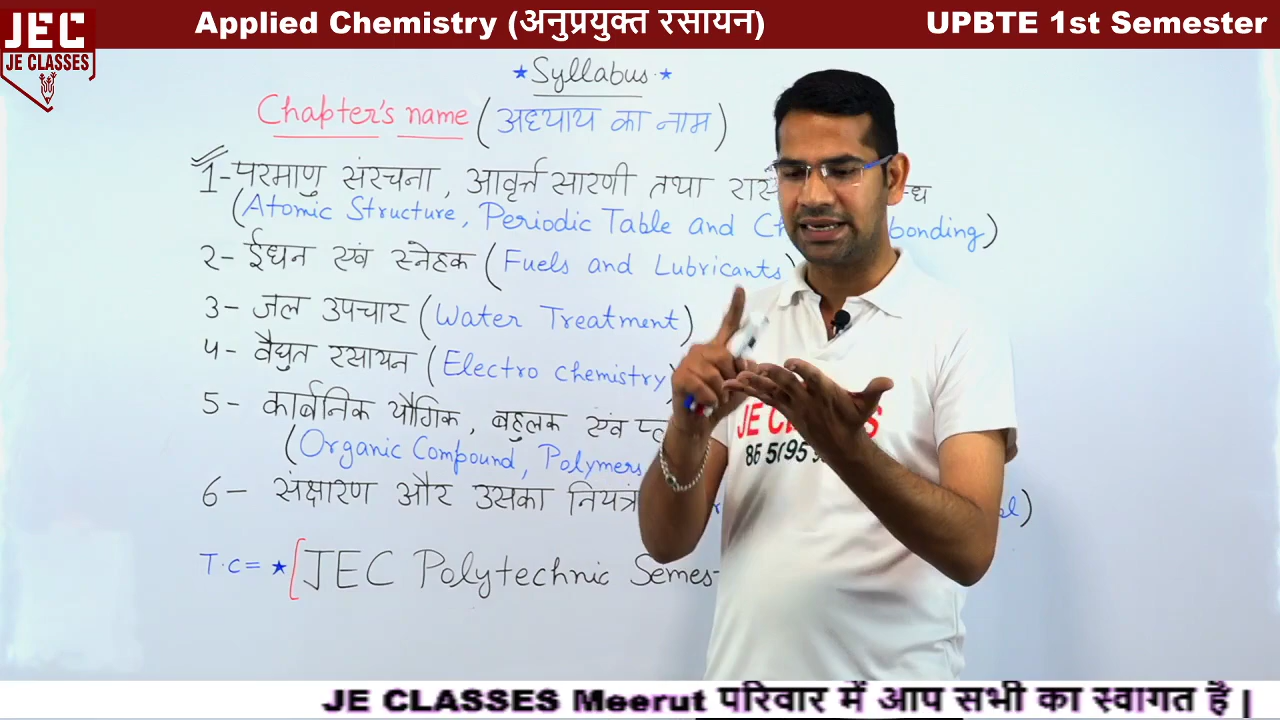 JEC
JE CLASSES
Applied Chemistry (अनुप्रयुक्त रसायन)
UPBTE 1st Semester
★ Syllabus ★
Chapter's name (अध्याय का नाम)
1- परमाणु संरचना, आवृर्त्त सारणी तथा
(Atomic Structure, Periodic Table and bonding)
2- ईंधन एवं स्नेहक (Fuels and Lubricants)
3- जल उपचार (Water Treatment)
4- वैद्युत रसायन (Electro chemistry
5- कार्बनिक यौगिक, बहुलक एंव
(Organic Compound, Polymers
6- संक्षारण और उसका
T.C= ★ [JEC Polytechnic
JE
JE CLASSES Meerut परिवार में आप सभी का स्वागत है |